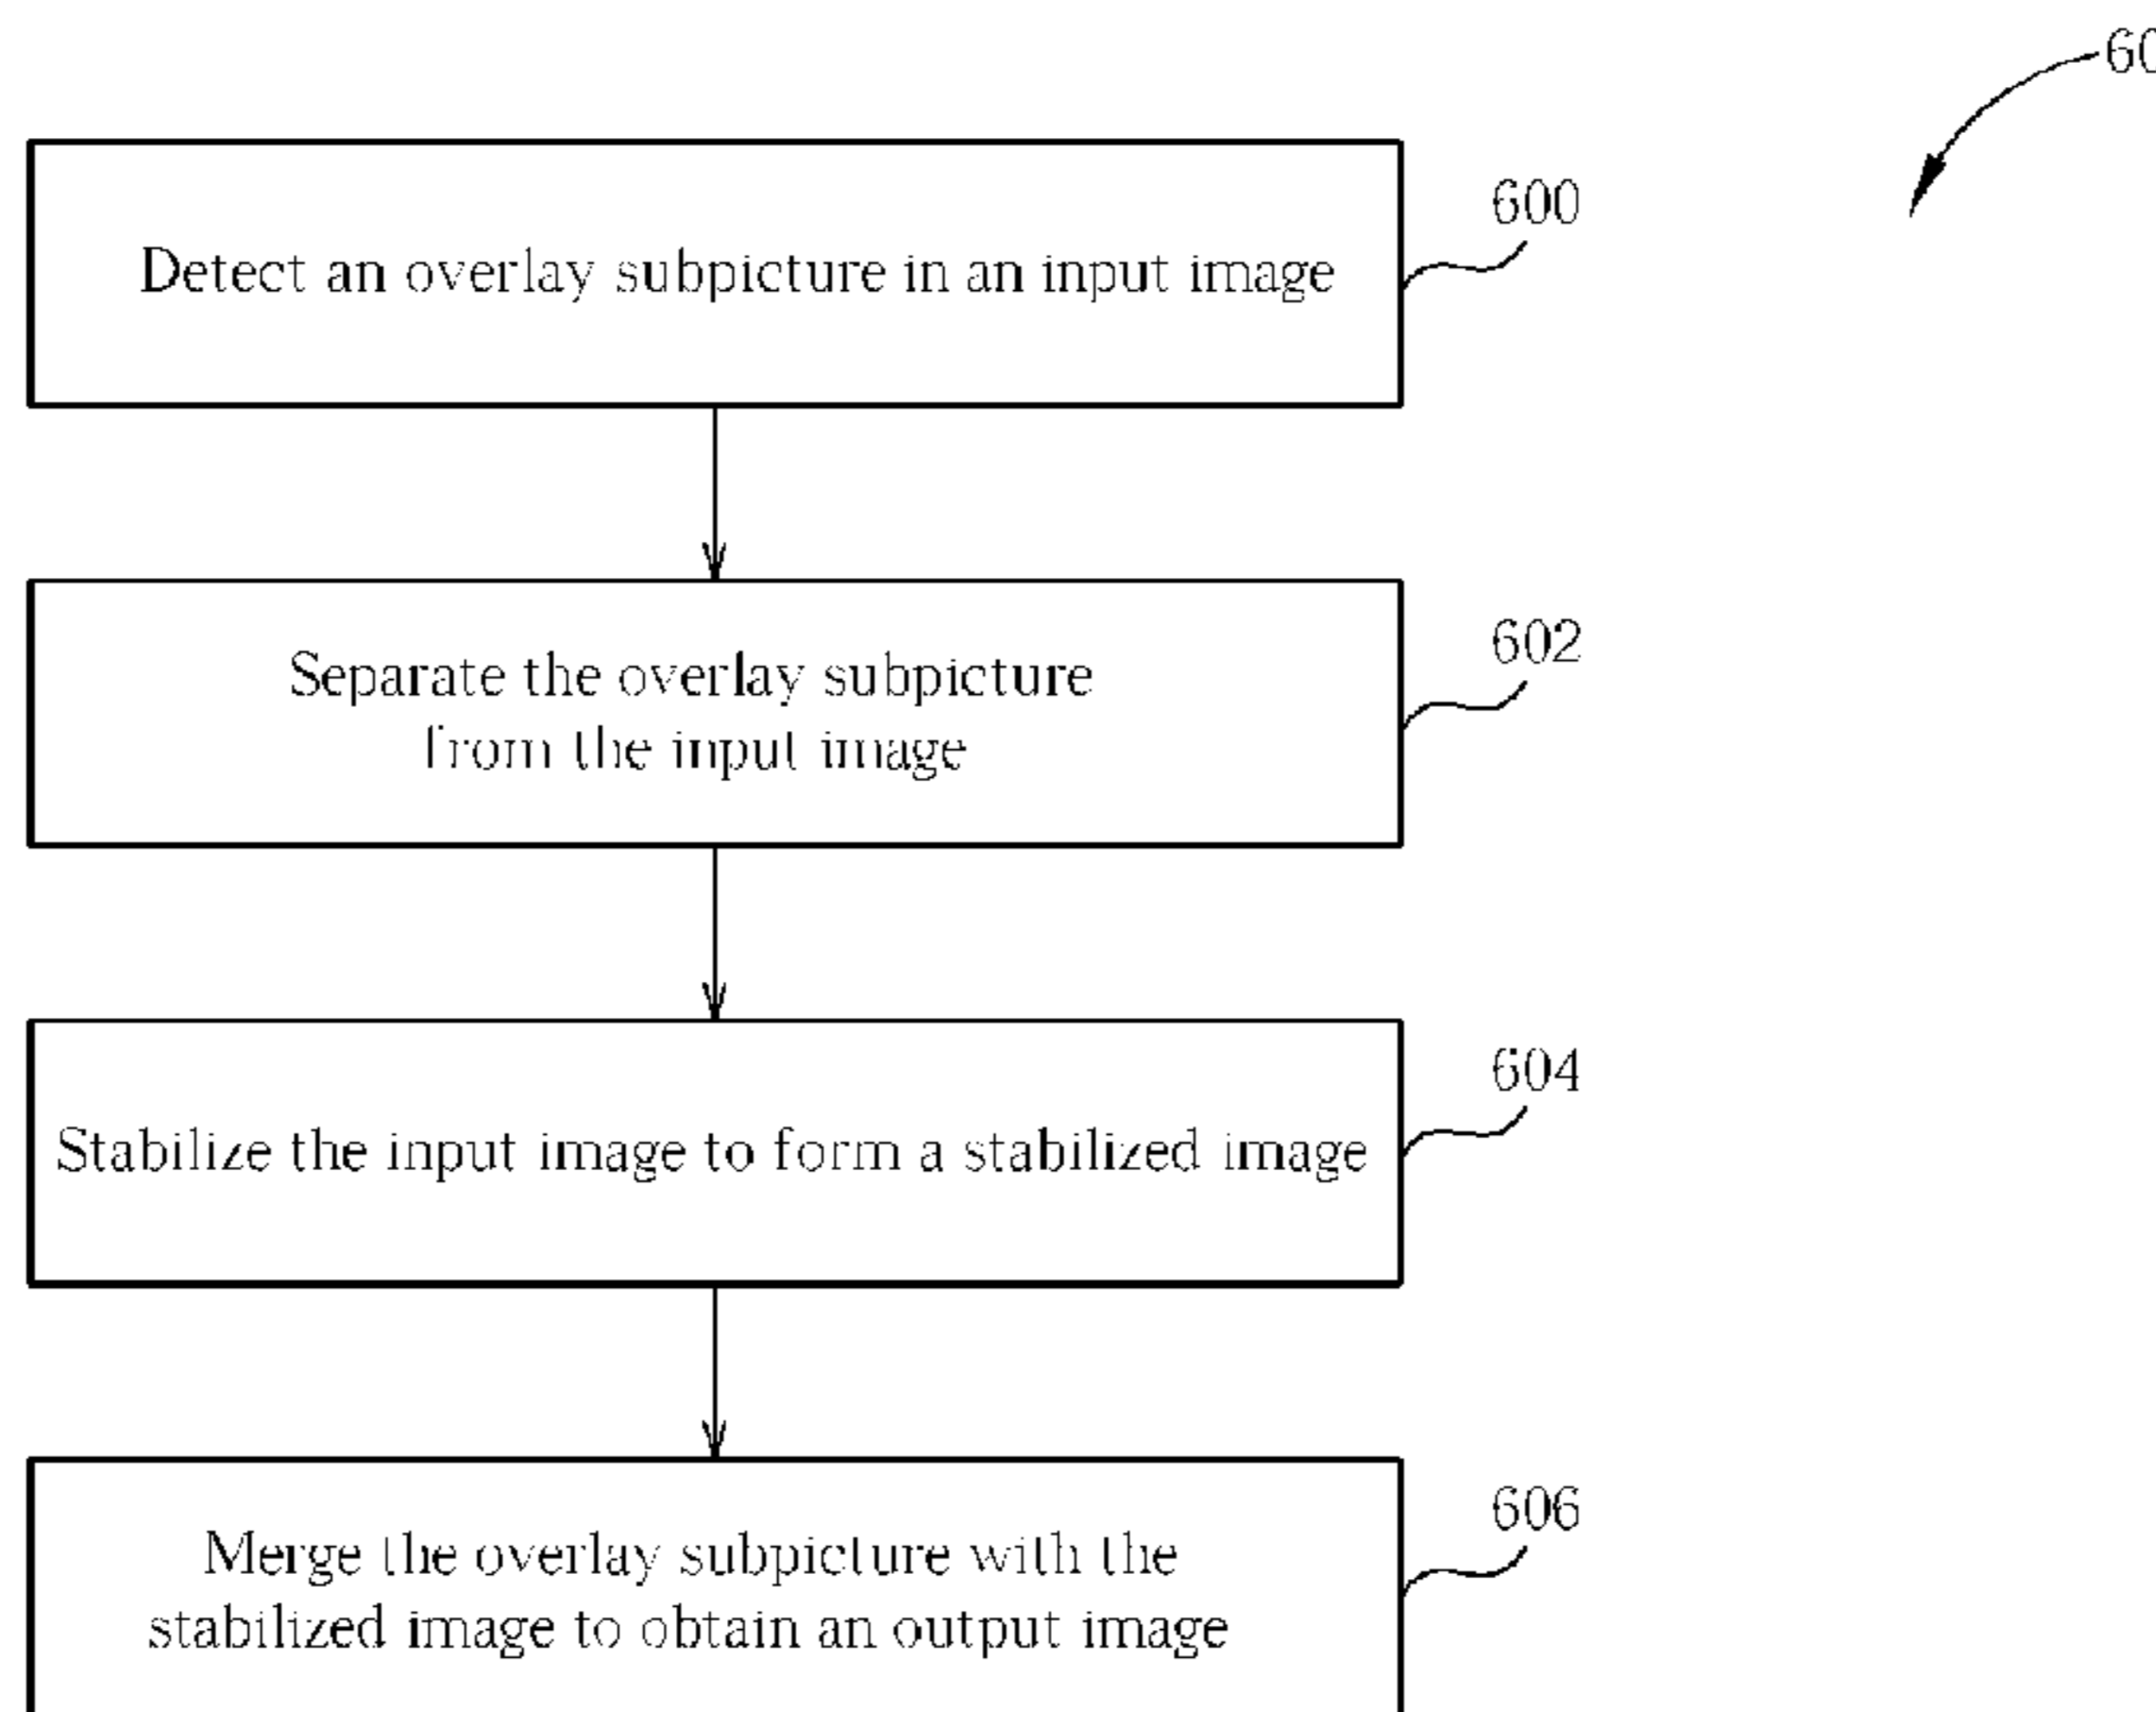 600
Detect an overlay subpicture in an input image
602
Separate the overlay subpicture
from the input image
604
Stabilize the input image to form a stabilized image
606
Merge the overlay subpicture with the
stabilized image to obtain an output image